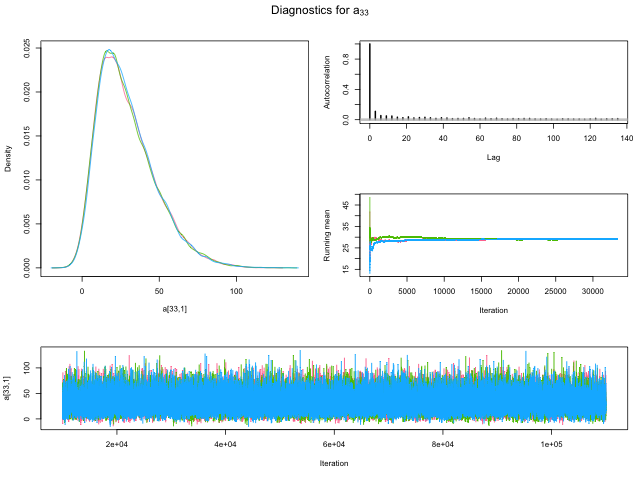 Diagnostics for a33
Density
0.000 0.005 0.010 0.015 0.020 0.025
0 50 100
a[33,1]
Autocorrelation
0.0 0.4 0.8
0 20 40 60 80 100 120 140
Lag
Running mean
15 25 35 45
0 5000 10000 15000 20000 25000 30000
Iteration
a[33,1]
0 50 100
2e+04 4e+04 6e+04 8e+04 1e+05
Iteration